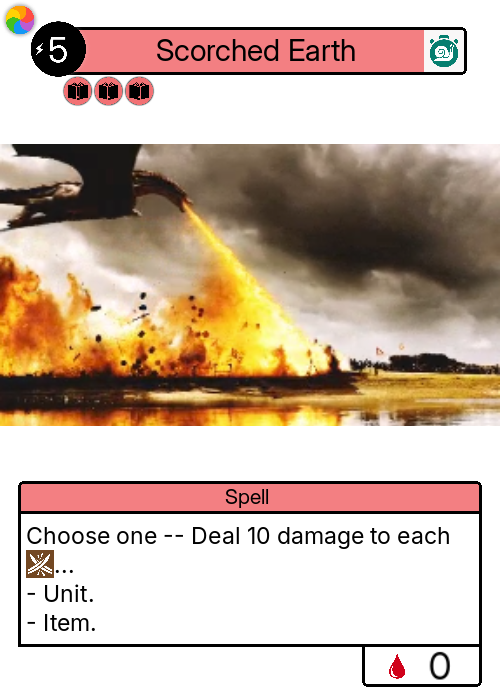 5
Scorched Earth
Spell
Choose one -- Deal 10 damage to each
...
- Unit.
- Item.
0